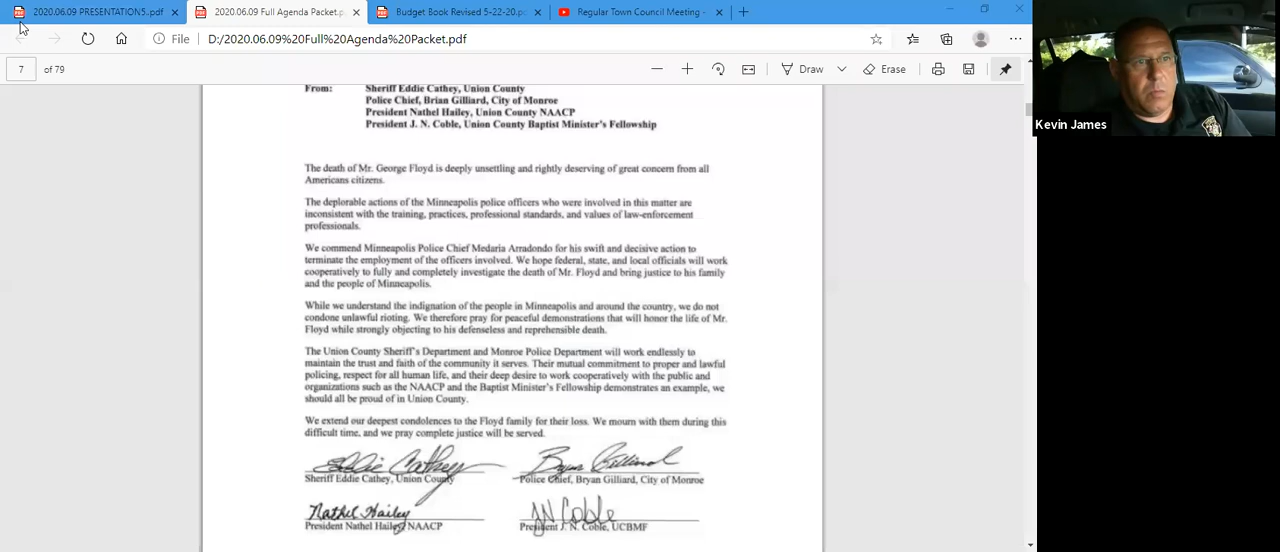 2020.06.09 PRESENTATION5.pdf
2020.06.09 Full Agenda Packet.p
Budget Book Revised 5-22-20.pd
Regular Town Council Meeting -
File D:/2020.06.09%20Full%20Agenda%20Packet.pdf
7 of 79
Draw
Erase
Kevin James
From: Sheriff Eddie Cathey, Union County
Police Chief, Brian Gilliard, City of Monroe
President Nathel Hailey, Union County NAACP
President J. N. Coble, Union County Baptist Minister's Fellowship
The death of Mr. George Floyd is deeply unsettling and rightly deserving of great concern from all
Americans citizens.
The deplorable actions of the Minneapolis police officers who were involved in this matter are
inconsistent with the training, practices, professional standards, and values of law-enforcement
professionals.
We commend Minneapolis Police Chief Medaria Arradondo for his swift and decisive action to
terminate the employment of the officers involved. We hope federal, state, and local officials will work
cooperatively to fully and completely investigate the death of Mr. Floyd and bring justice to his family
and the people of Minneapolis.
While we understand the indignation of the people in Minneapolis and around the country, we do not
condone unlawful rioting. We therefore pray for peaceful demonstrations that will honor the life of Mr.
Floyd while strongly objecting to his defenseless and reprehensible death.
The Union County Sheriff's Department and Monroe Police Department will work endlessly to
maintain the trust and faith of the community it serves. Their mutual commitment to proper and lawful
policing, respect for all human life, and their deep desire to work cooperatively with the public and
organizations such as the NAACP and the Baptist Minister's Fellowship demonstrates an example, we
should all be proud of in Union County.
We extend our deepest condolences to the Floyd family for their loss. We mourn with them during this
difficult time, and we pray complete justice will be served.
Eddie Cathey
Sheriff Eddie Cathey, Union County
Police Chief, Bryan Gilliard, City of Monroe
Nathel Hailey
President Nathel Hailey, NAACP
JN Coble
President J. N. Coble, UCBMF